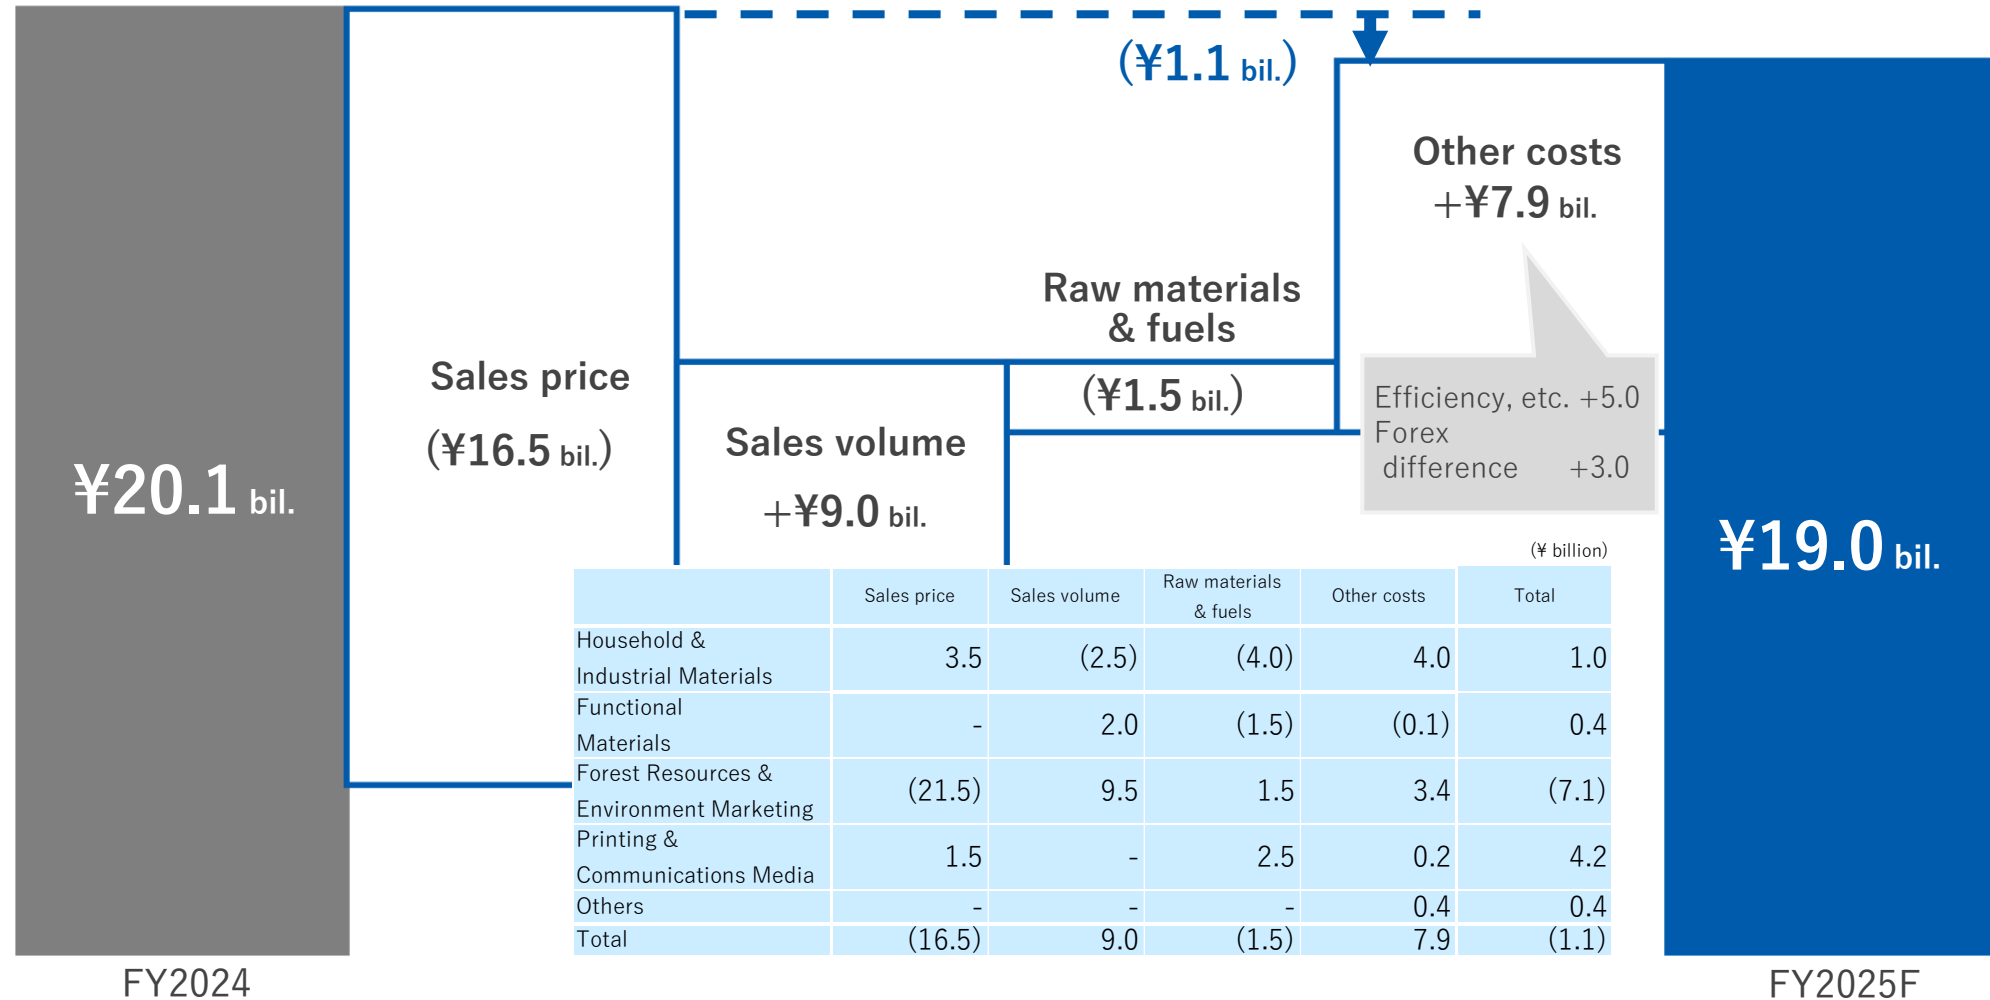 (¥1.1 bil.)
Other costs
+¥7.9 bil.
Raw materials
& fuels
(¥1.5 bil.)
Sales price
(¥16.5 bil.)
Sales volume
+¥9.0 bil.
Efficiency, etc. +5.0
Forex
difference +3.0
¥20.1 bil.
¥19.0 bil.
(¥ billion)
Sales price Sales volume Raw materials & fuels Other costs Total
Household &
Industrial Materials 3.5 (2.5) (4.0) 4.0 1.0
Functional
Materials - 2.0 (1.5) (0.1) 0.4
Forest Resources &
Environment Marketing (21.5) 9.5 1.5 3.4 (7.1)
Printing &
Communications Media 1.5 - 2.5 0.2 4.2
Others - - - 0.4 0.4
Total (16.5) 9.0 (1.5) 7.9 (1.1)
FY2024
FY2025F